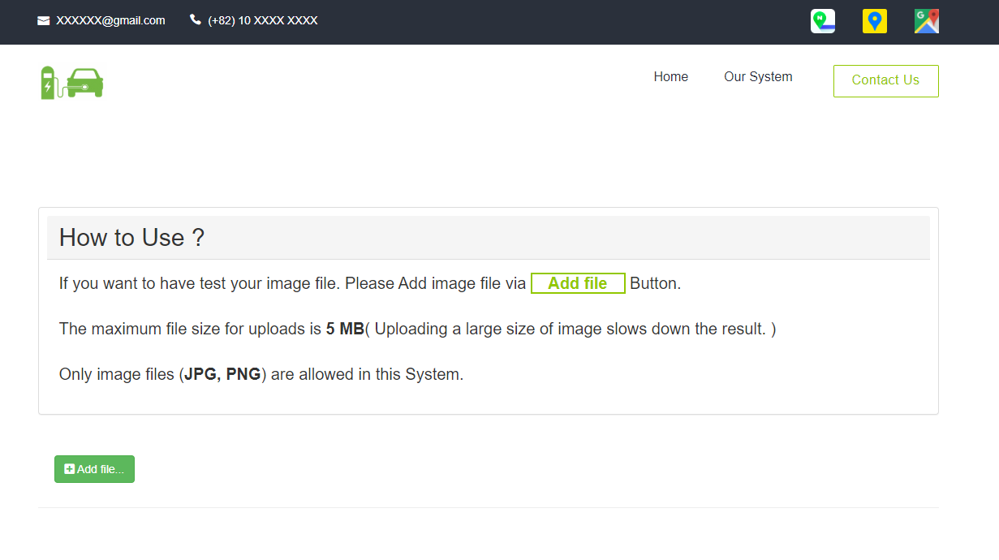 XXXXXX@gmail.com (+82) 10 XXXX XXXX
Home Our System Contact Us
How to Use ?
If you want to have test your image file. Please Add image file via Add file Button.
The maximum file size for uploads is 5 MB( Uploading a large size of image slows down the result. )
Only image files (JPG, PNG) are allowed in this System.
Add file...